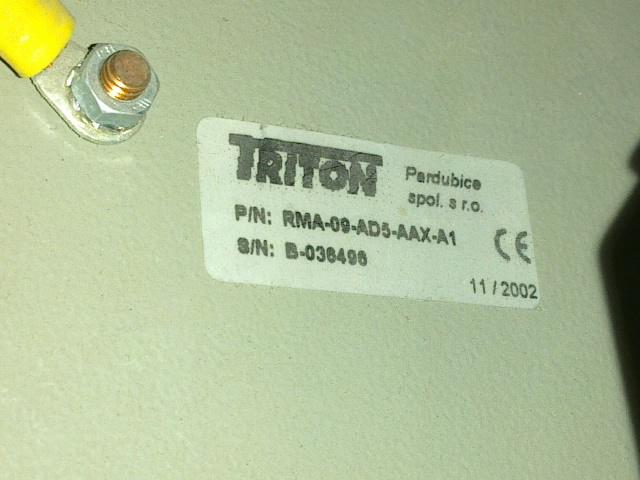 TRITON
Pardubice
spol. s r.o.
P/N: RMA-09-AD5-AAX-A1
S/N: B-036496
CE
11 / 2002